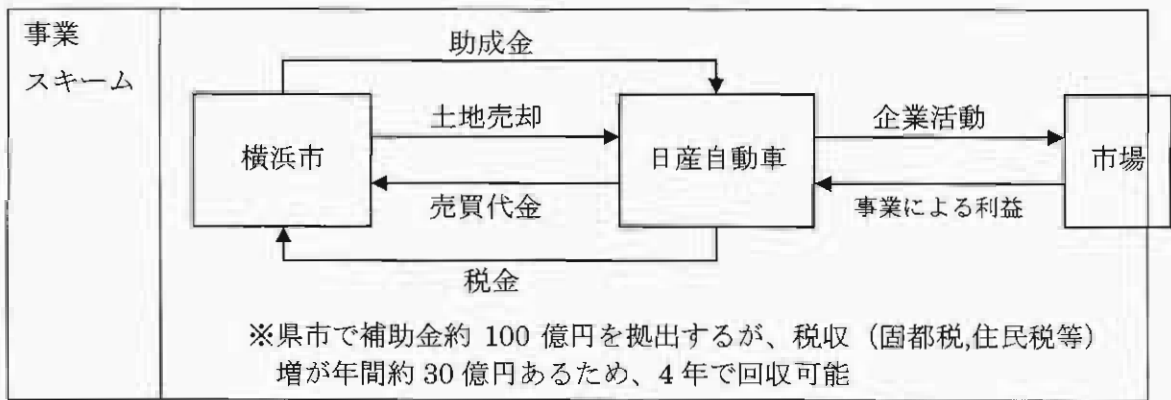 事業
スキーム
助成金
土地売却
企業活動
横浜市
日産自動車
市場
売買代金
事業による利益
税金
※県市で補助金約 100 億円を拠出するが、税収（固都税,住民税等）
増が年間約 30 億円あるため、4 年で回収可能